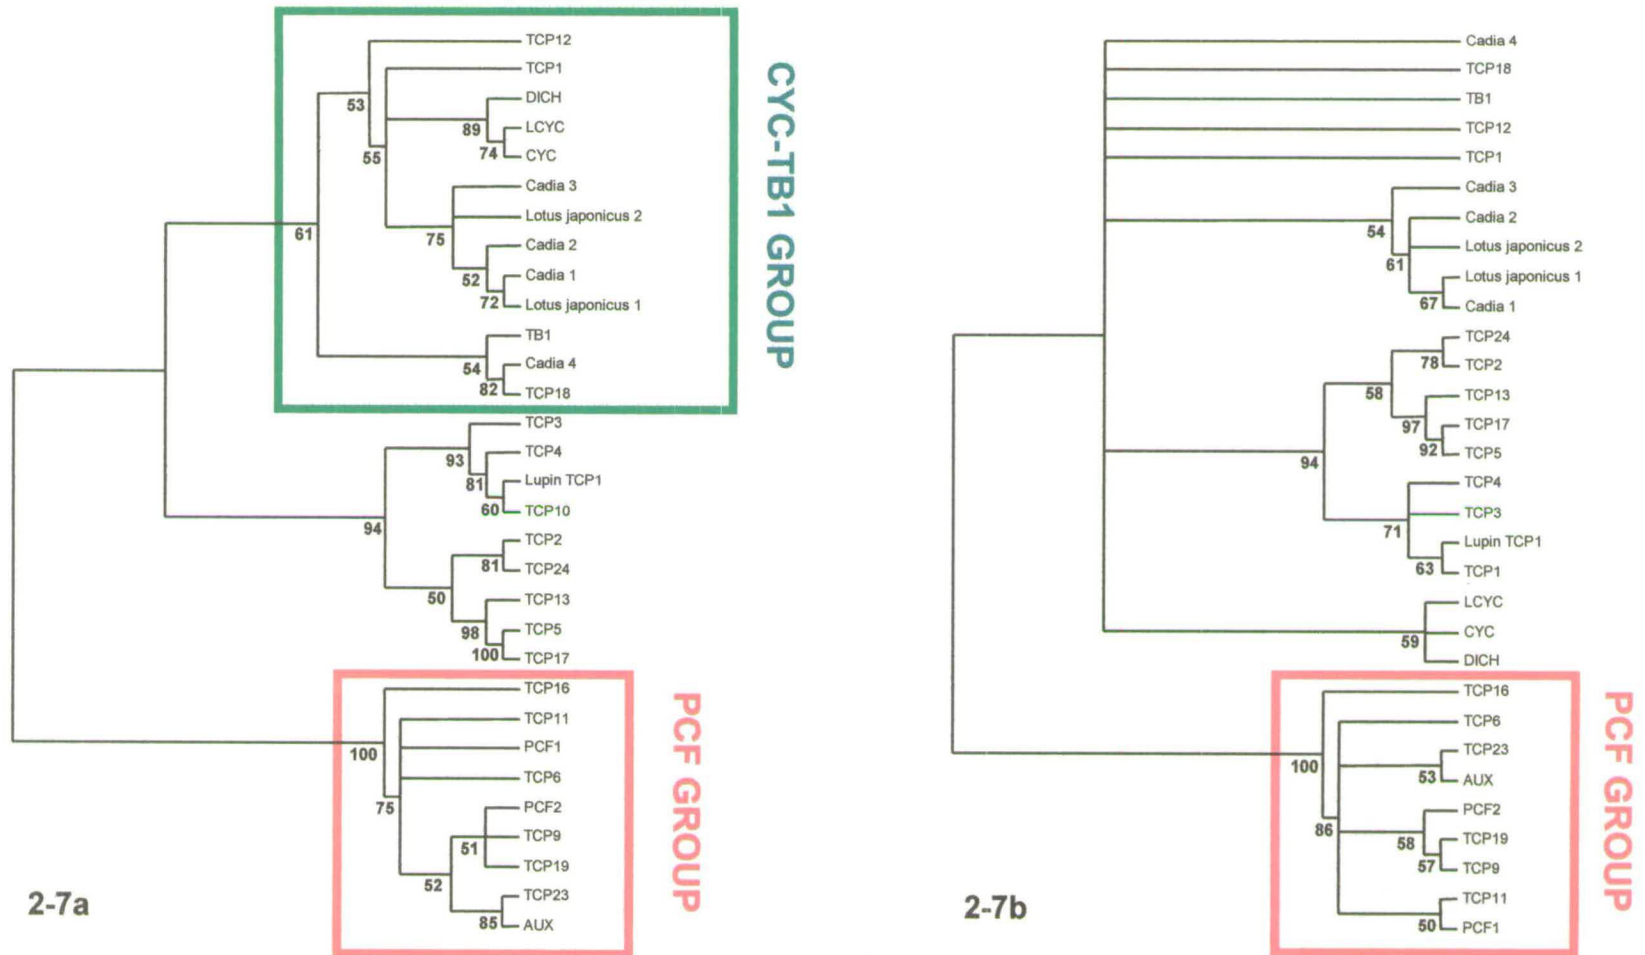 TCP12
TCP1
DICH
LCYC
CYC
Cadia 3
Lotus japonicus 2
Cadia 2
Cadia 1
Lotus japonicus 1
TB1
Cadia 4
TCP18
TCP3
TCP4
Lupin TCP1
TCP10
TCP2
TCP24
TCP13
TCP5
TCP17
TCP16
TCP11
PCF1
TCP6
PCF2
TCP9
TCP19
TCP23
AUX
53
89
74
55
75
52
72
61
54
82
93
81
60
94
81
50
98
100
100
75
51
52
85
CYC-TB1 GROUP
PCF GROUP
2-7a
Cadia 4
TCP18
TB1
TCP12
TCP1
Cadia 3
Cadia 2
Lotus japonicus 2
Lotus japonicus 1
Cadia 1
TCP24
TCP2
TCP13
TCP17
TCP5
TCP4
TCP3
Lupin TCP1
TCP1
LCYC
CYC
DICH
TCP16
TCP6
TCP23
AUX
PCF2
TCP19
TCP9
TCP11
PCF1
54
61
67
78
58
97
92
94
71
63
59
100
53
86
58
57
50
PCF GROUP
2-7b